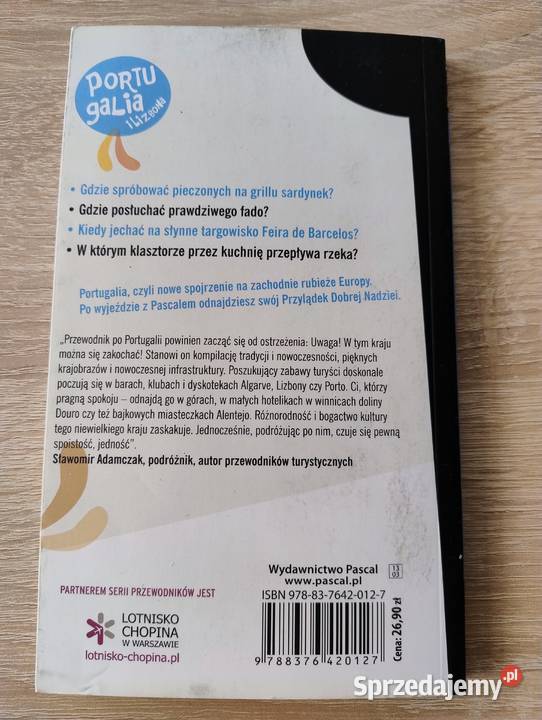 PORTU
galia
i LIZBONA
• Gdzie spróbować pieczonych na grillu sardynek?
• Gdzie posłuchać prawdziwego fado?
• Kiedy jechać na słynne targowisko Feira de Barcelos?
• W którym klasztorze przez kuchnię przepływa rzeka?
Portugalia, czyli nowe spojrzenie na zachodnie rubieże Europy.
Po wyjeździe z Pascalem odnajdziesz swój Przylądek Dobrej Nadziei.
„Przewodnik po Portugalii powinien zacząć się od ostrzeżenia: Uwaga! W tym kraju
można się zakochać! Stanowi on kompilację tradycji i nowoczesności, pięknych
krajobrazów i nowoczesnej infrastruktury. Poszukujący zabawy turyści doskonale
poczują się w barach, klubach i dyskotekach Algarve, Lizbony czy Porto. Ci, którzy
pragną spokoju – odnajdą go w górach, w małych hotelikach w winnicach doliny
Douro czy też bajkowych miasteczkach Alentejo. Różnorodność i bogactwo kultury
tego niewielkiego kraju zaskakuje. Jednocześnie, podróżując po nim, czuje się pewną
spoistość, jedność”.
Sławomir Adamczak, podróżnik, autor przewodników turystycznych
Wydawnictwo Pascal
www.pascal.pl
13
03
ISBN 978-83-7642-012-7
9 788376 420127
Cena: 26,90 zł
PARTNEREM SERII PRZEWODNIKÓW JEST
LOTNISKO
CHOPINA
W WARSZAWIE
lotnisko-chopina.pl
Sprzedajemy.pl